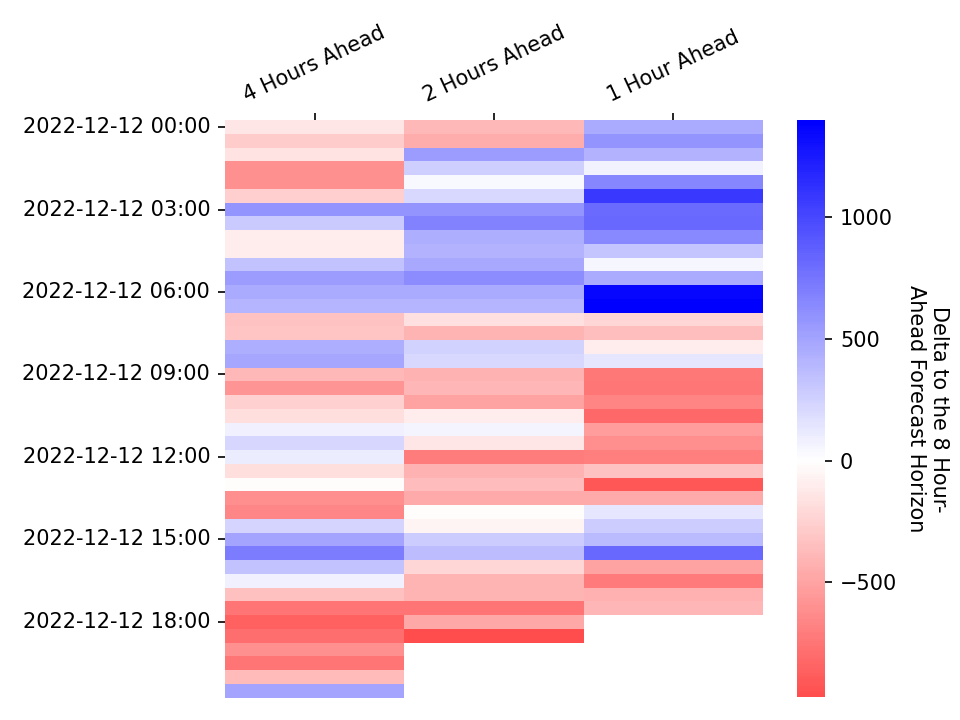 4 Hours Ahead
2 Hours Ahead
1 Hour Ahead
2022-12-12 00:00
2022-12-12 03:00
2022-12-12 06:00
2022-12-12 09:00
2022-12-12 12:00
2022-12-12 15:00
2022-12-12 18:00
1000
500
0
−500
Delta to the 8 Hour-
Ahead Forecast Horizon